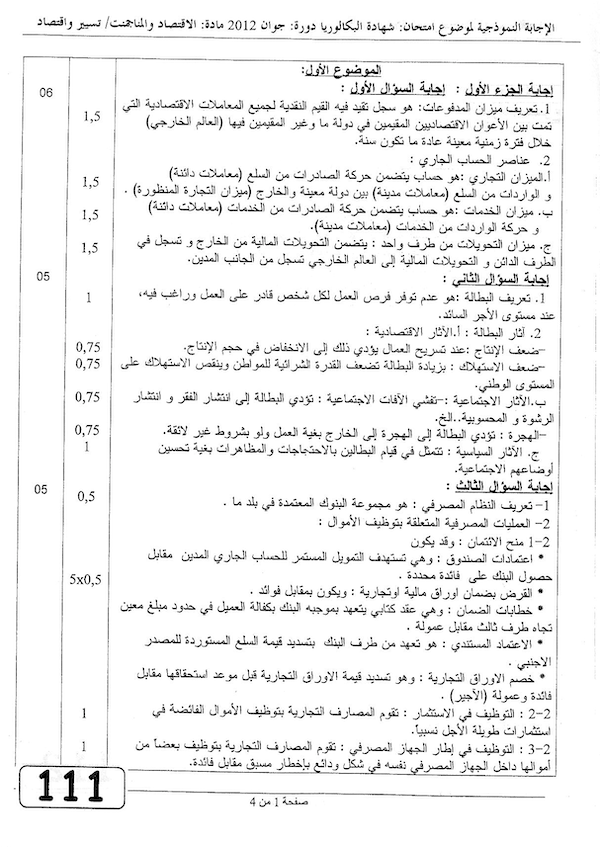 الإجابة النموذجية لموضوع امتحان: شهادة البكالوريا دورة: جوان 2012 مادة: الاقتصاد والمناجمنت/ تسيير واقتصاد
الموضوع الأول:
إجابة الجزء الأول : إجابة السؤال الأول :
06
1. تعريف ميزان المدفوعات: هو سجل تقيد فيه القيم النقدية لجميع المعاملات الاقتصادية التي
1,5
تمت بين الأعوان الاقتصاديين المقيمين في دولة ما وغير المقيمين فيها (العالم الخارجي)
خلال فترة زمنية معينة عادة ما تكون سنة.
2. عناصر الحساب الجاري :
أ.الميزان التجاري :هو حساب يتضمن حركة الصادرات من السلع (معاملات دائنة)
1,5
و الواردات من السلع (معاملات مدينة) بين دولة معينة والخارج (ميزان التجارة المنظورة) .
ب. ميزان الخدمات :هو حساب يتضمن حركة الصادرات من الخدمات (معاملات دائنة)
1,5
و حركة الواردات من الخدمات (معاملات مدينة).
ج. ميزان التحويلات من طرف واحد : يتضمن التحويلات المالية من الخارج و تسجل في
1,5
الطرف الدائن و التحويلات المالية إلى العالم الخارجي تسجل من الجانب المدين.
إجابة السؤال الثاني :
05
1. تعريف البطالة :هو عدم توفر فرص العمل لكل شخص قادر على العمل وراغب فيه،
1
عند مستوى الأجر السائد.
2. آثار البطالة : أ.الآثار الاقتصادية :
–ضعف الإنتاج :عند تسريح العمال يؤدي ذلك إلى الانخفاض في حجم الإنتاج.
0,75
–ضعف الاستهلاك : بزيادة البطالة تضعف القدرة الشرائية للمواطن وينقص الاستهلاك على
0,75
المستوى الوطني.
ب.الآثار الاجتماعية :–تفشي الآفات الاجتماعية : تؤدي البطالة إلى انتشار الفقر و انتشار
0,75
الرشوة و المحسوبية..الخ.
–الهجرة : تؤدي البطالة إلى الهجرة إلى الخارج بغية العمل ولو بشروط غير لائقة.
0,75
ج. الآثار السياسية : تتمثل في قيام البطالين بالاحتجاجات والمظاهرات بغية تحسين
1
أوضاعهم الاجتماعية.
إجابة السؤال الثالث :
05
1– تعريف النظام المصرفي : هو مجموعة البنوك المعتمدة في بلد ما .
0,5
2– العمليات المصرفية المتعلقة بتوظيف الأموال :
2–1 منح الائتمان : وقد يكون
* اعتمادات الصندوق : وهي تستهدف التمويل المستمر للحساب الجاري المدين مقابل
حصول البنك على فائدة محددة .
5x0,5
* القرض بضمان اوراق مالية اوتجارية : ويكون بمقابل فوائد .
* خطابات الضمان : وهي عقد كتابي يتعهد بموجبه البنك بكفالة العميل في حدود مبلغ معين
تجاه طرف ثالث مقابل عمولة .
* الاعتماد المستندي : هو تعهد من طرف البنك بتسديد قيمة السلع المستوردة للمصدر
الاجنبي .
* خصم الاوراق التجارية : وهو تسديد قيمة الاوراق التجارية قبل موعد استحقاقها مقابل
فائدة وعمولة (الآجير) .
2–2 : التوظيف في الاستثمار : تقوم المصارف التجارية بتوظيف الأموال الفائضة في
1
استثمارات طويلة الأجل نسبياً.
2–3 : التوظيف في إطار الجهاز المصرفي : تقوم المصارف التجارية بتوظيف بعضاً من
1
أموالها داخل الجهاز المصرفي نفسه في شكل ودائع بإخطار مسبق مقابل فائدة.
صفحة 1 من 4
111